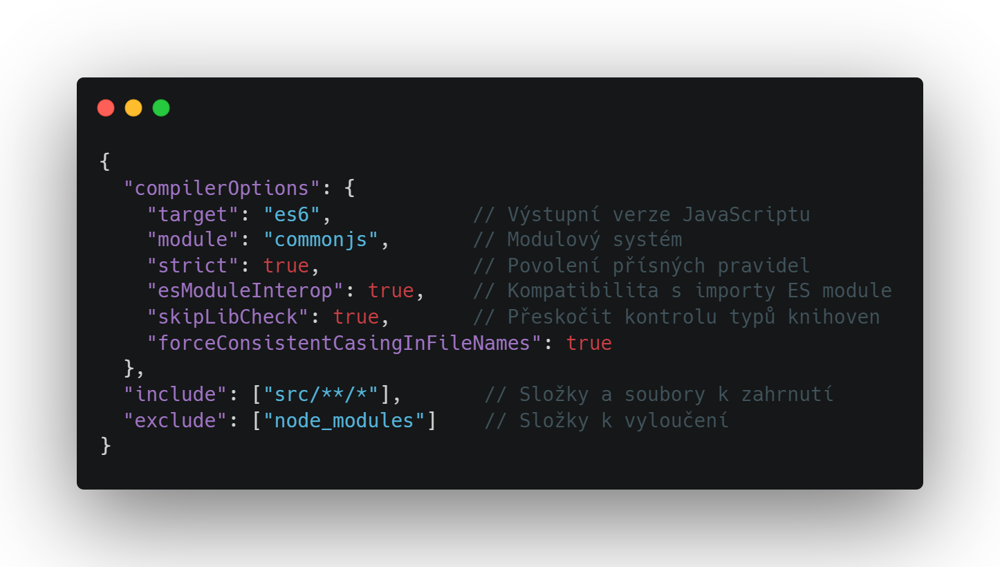 {
  "compilerOptions": {
    "target": "es6",            // Výstupní verze JavaScriptu
    "module": "commonjs",       // Modulový systém
    "strict": true,             // Povolení přísných pravidel
    "esModuleInterop": true,    // Kompatibilita s importy ES module
    "skipLibCheck": true,       // Přeskočit kontrolu typů knihoven
    "forceConsistentCasingInFileNames": true
  },
  "include": ["src/**/*"],       // Složky a soubory k zahrnutí
  "exclude": ["node_modules"]    // Složky k vyloučení
}